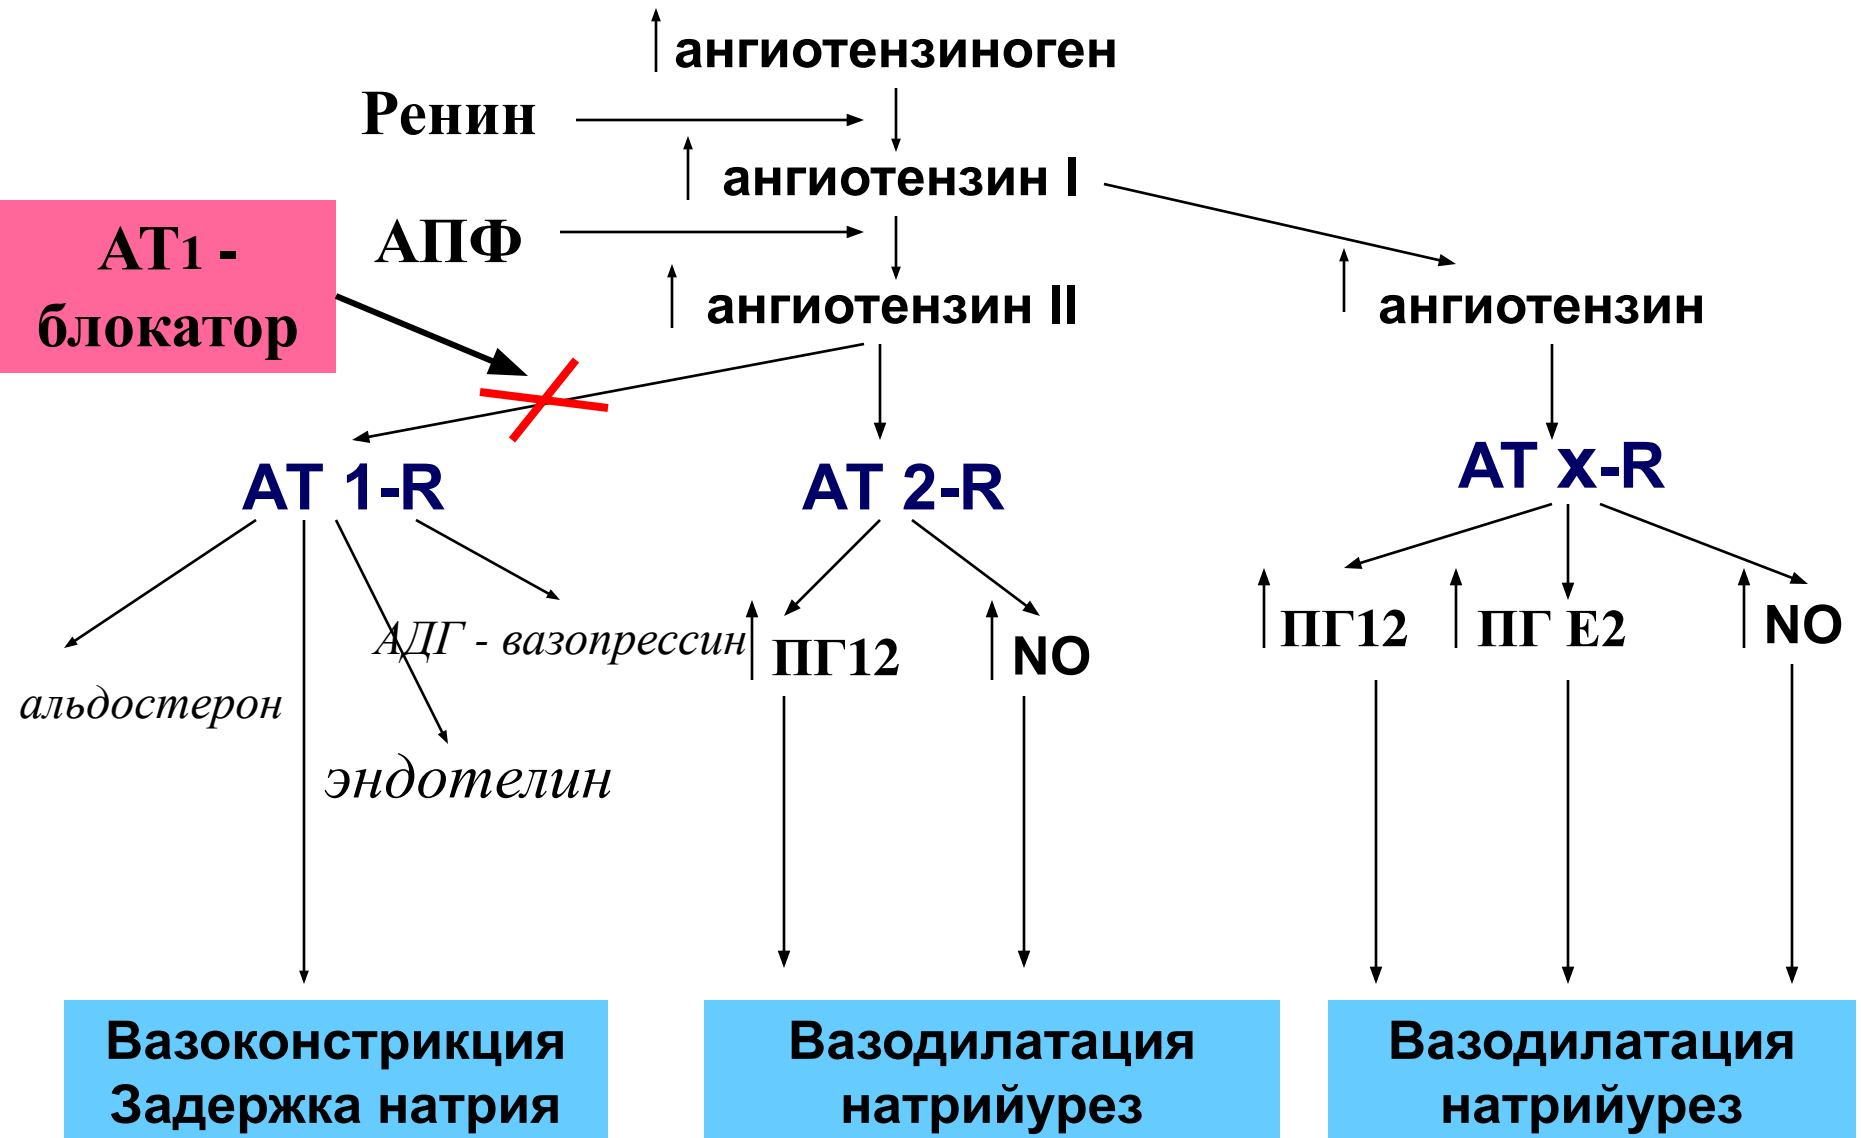 ангиотензиноген
Ренин
ангиотензин I
АПФ
АТ1 -
блокатор
ангиотензин II
ангиотензин
АТ 1-R
АТ 2-R
АТ х-R
альдостерон
АДГ - вазопрессин
эндотелин
ПГ12
NO
ПГ12
ПГ Е2
NO
Вазоконстрикция
Задержка натрия
Вазодилатация
натрийурез
Вазодилатация
натрийурез